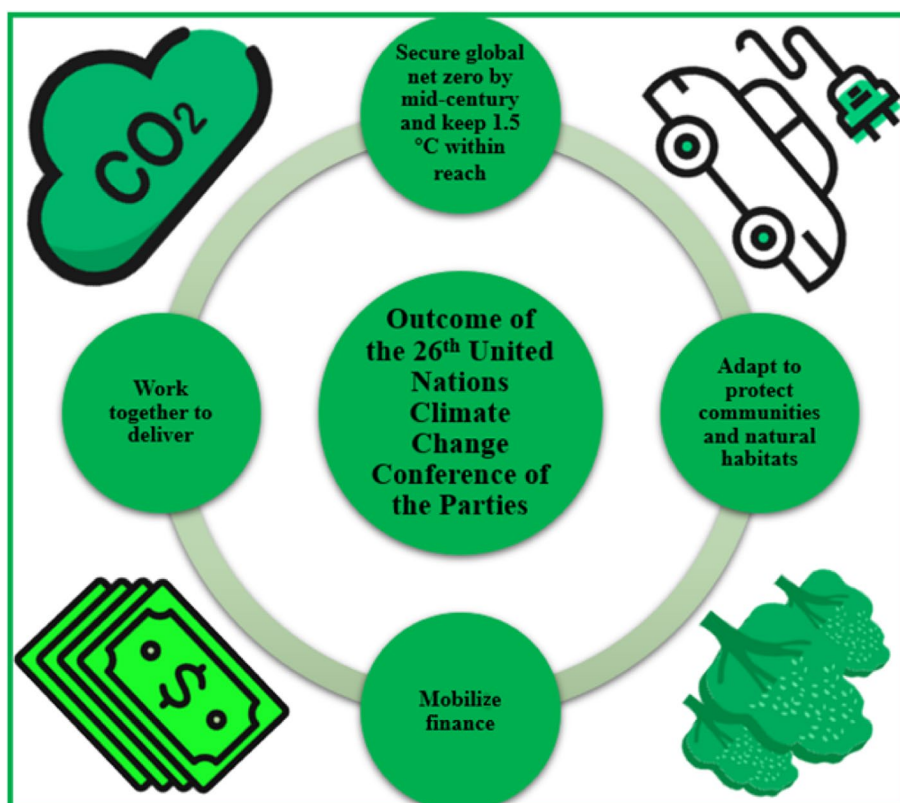 Secure global
net zero by
mid-century
and keep 1.5
°C within
reach
CO₂
Outcome of
the 26th United
Nations
Climate
Change
Conference of
the Parties
Work
together to
deliver
Adapt to
protect
communities
and natural
habitats
$
Mobilize
finance